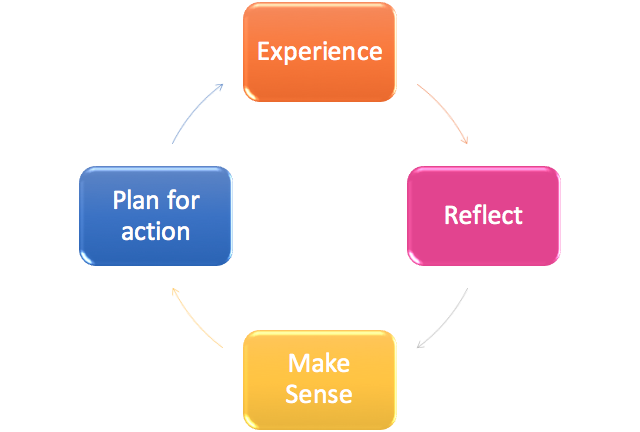 Experience
Reflect
Make
Sense
Plan for
action